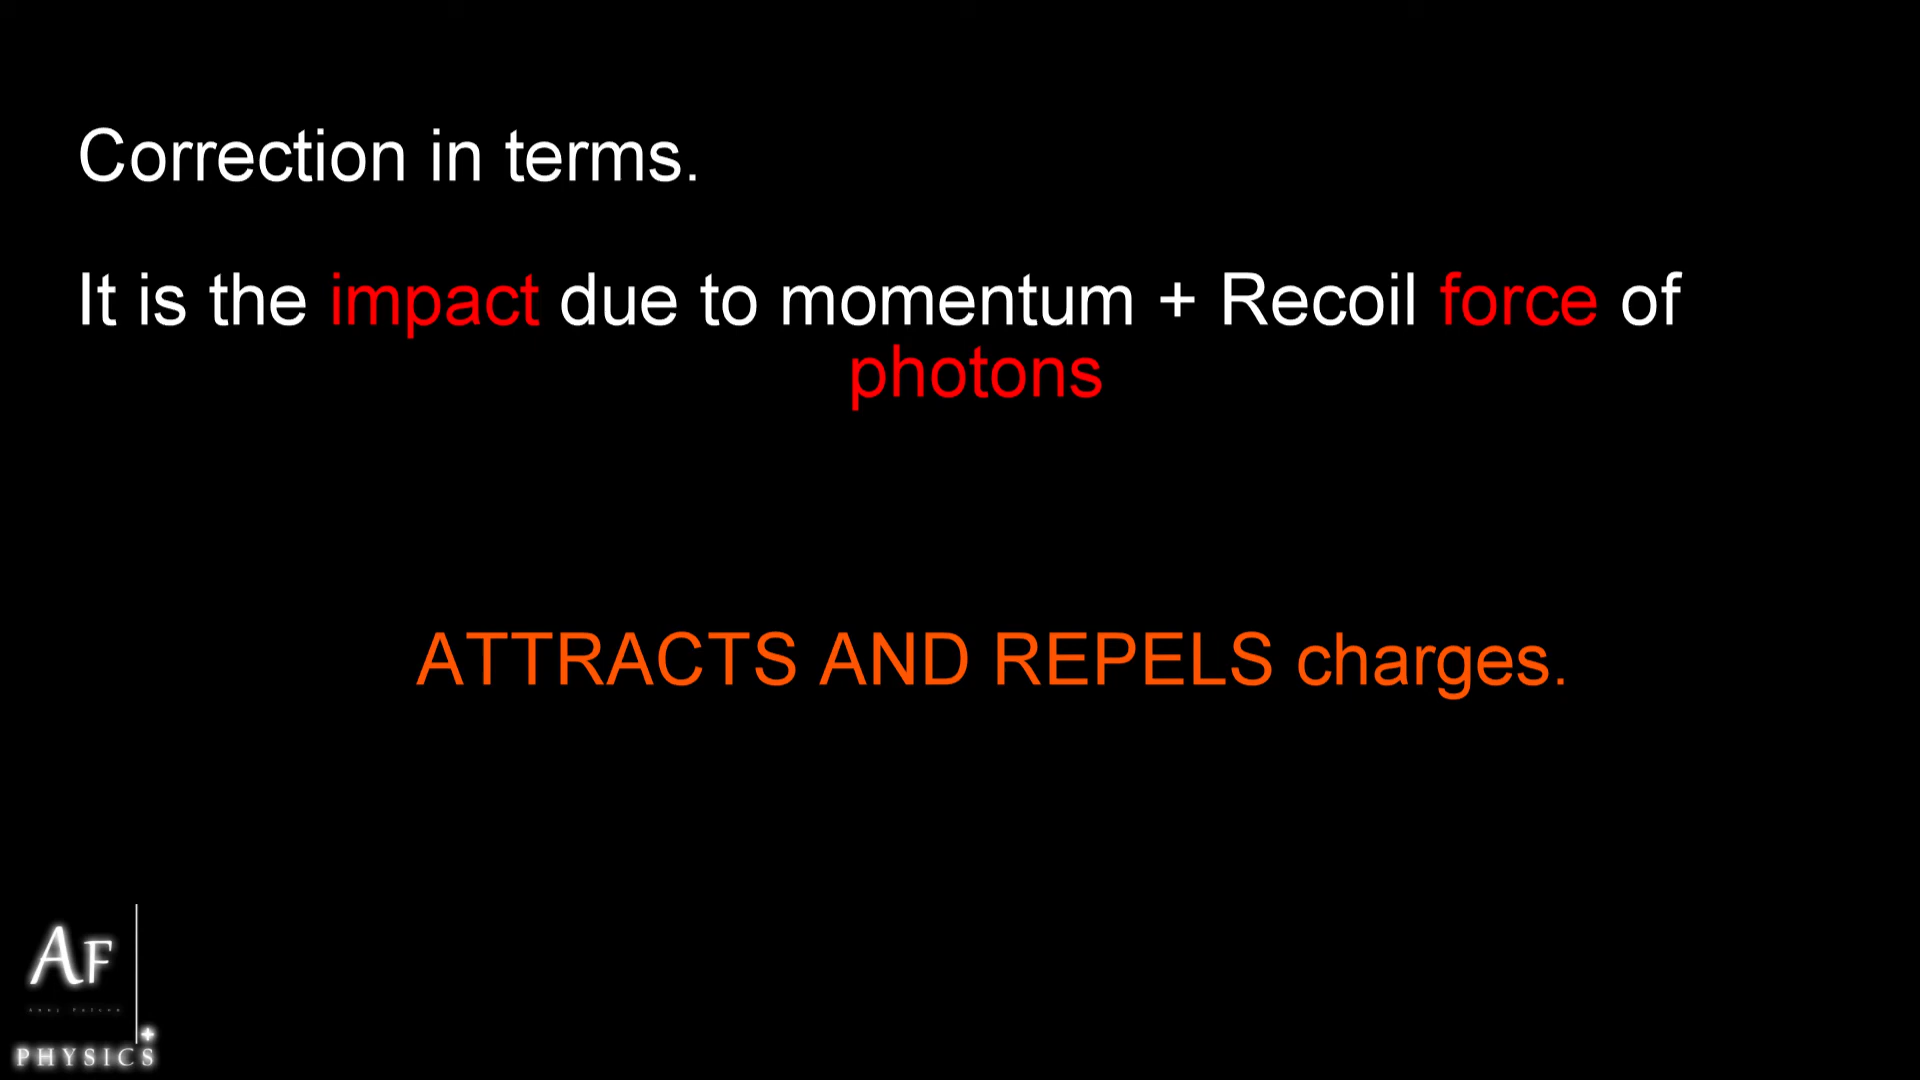 Correction in terms.
It is the impact due to momentum + Recoil force of
photons
ATTRACTS AND REPELS charges.
AF
PHYSICS+